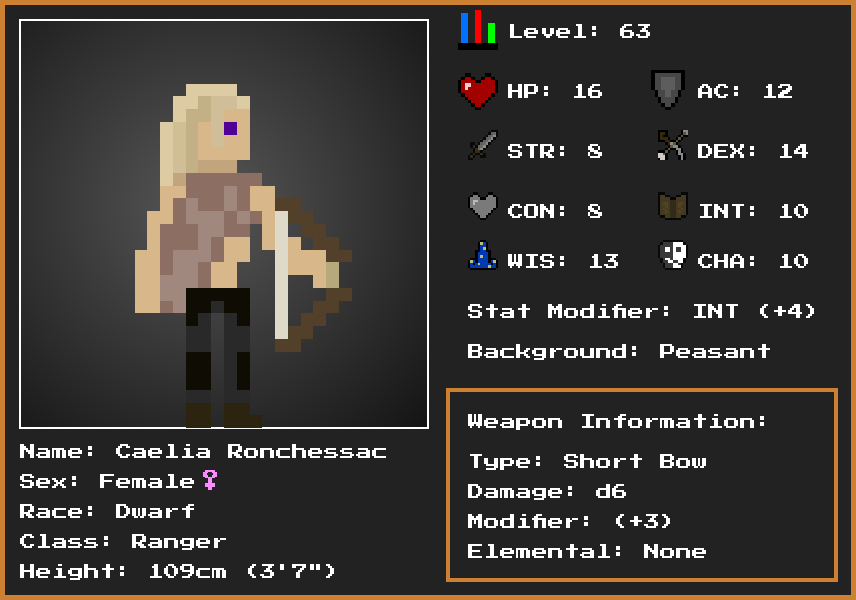 Level: 63
HP: 16 AC: 12
STR: 8 DEX: 14
CON: 8 INT: 10
WIS: 13 CHA: 10
Stat Modifier: INT (+4)
Background: Peasant
Weapon Information:
Type: Short Bow
Damage: d6
Modifier: (+3)
Elemental: None
Name: Caelia Ronchessac
Sex: Female♀
Race: Dwarf
Class: Ranger
Height: 109cm (3'7")